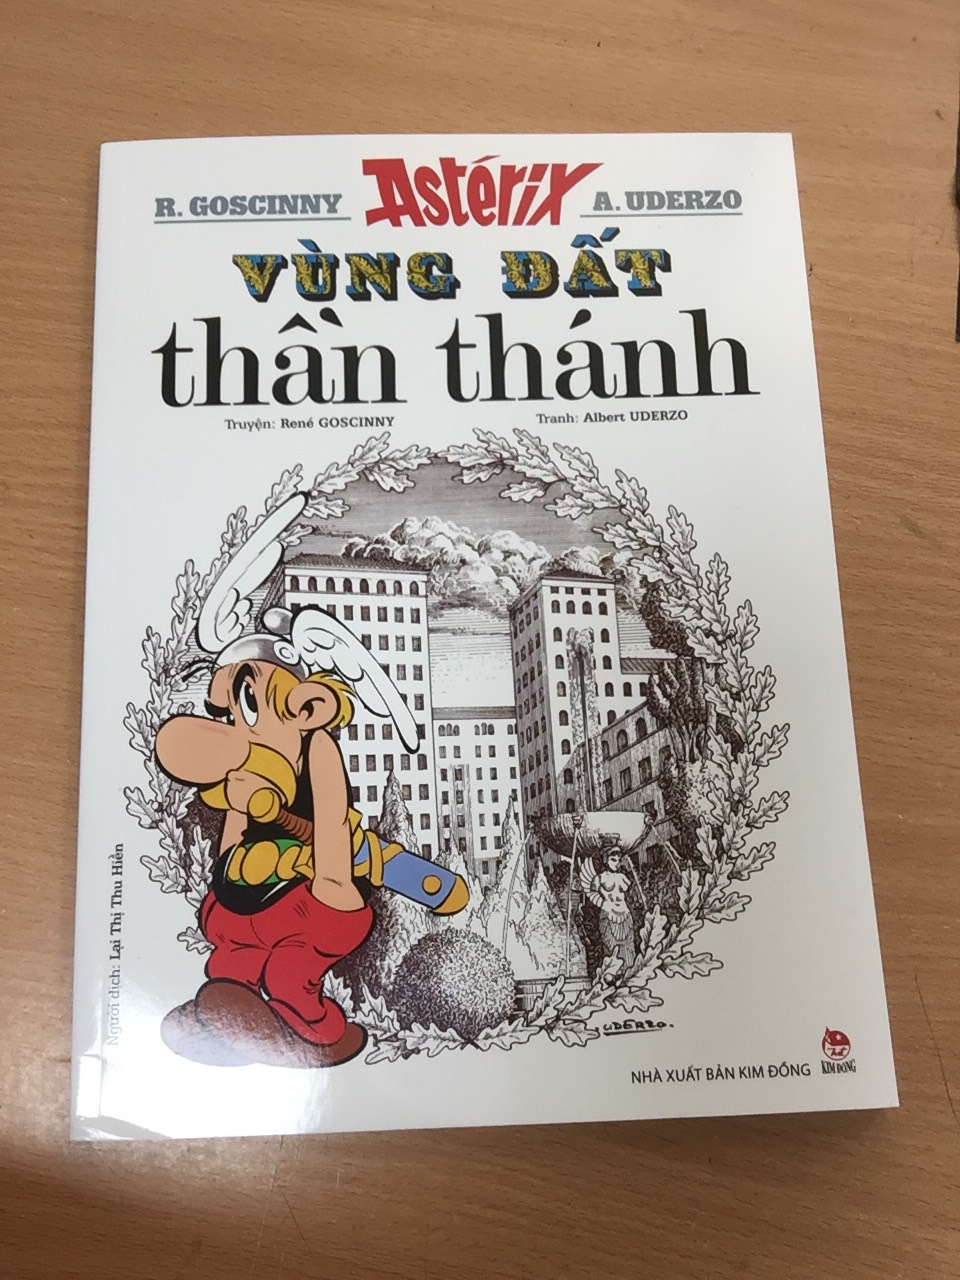 R. GOSCINNY Astérix A. UDERZO
VÙNG ĐẤT
thần thánh
Truyện: René GOSCINNY Tranh: Albert UDERZO
Người dịch: Lại Thị Thu Hiền
UDERZO.
NHÀ XUẤT BẢN KIM ĐỒNG
KIM ĐỒNG